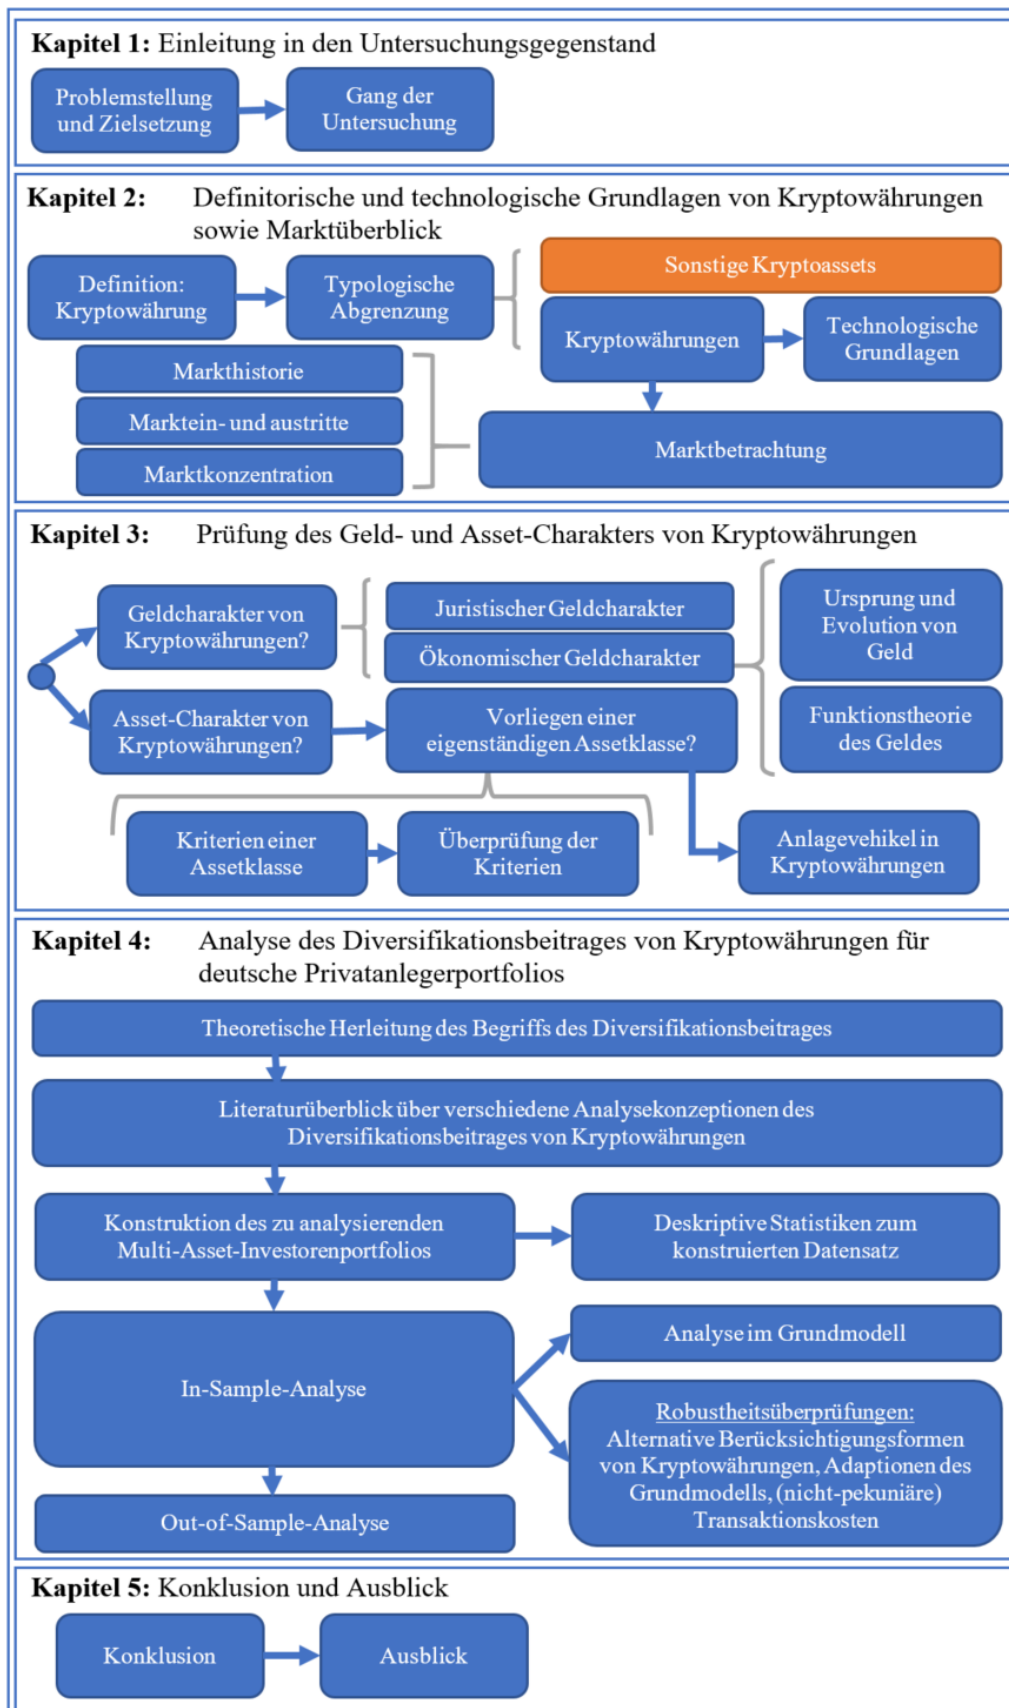 Kapitel 1: Einleitung in den Untersuchungsgegenstand
Problemstellung
und Zielsetzung
Gang der
Untersuchung
Kapitel 2: Definitorische und technologische Grundlagen von Kryptowährungen
sowie Marktüberblick
Definition:
Kryptowährung
Typologische
Abgrenzung
Sonstige Kryptoassets
Kryptowährungen
Technologische
Grundlagen
Markthistorie
Marktein- und austritte
Marktkonzentration
Marktbetrachtung
Kapitel 3: Prüfung des Geld- und Asset-Charakters von Kryptowährungen
Geldcharakter von
Kryptowährungen?
Juristischer Geldcharakter
Ökonomischer Geldcharakter
Ursprung und
Evolution von
Geld
Funktionstheorie
des Geldes
Asset-Charakter von
Kryptowährungen?
Vorliegen einer
eigenständigen Assetklasse?
Kriterien einer
Assetklasse
Überprüfung der
Kriterien
Anlagevehikel in
Kryptowährungen
Kapitel 4: Analyse des Diversifikationsbeitrages von Kryptowährungen für
deutsche Privatanlegerportfolios
Theoretische Herleitung des Begriffs des Diversifikationsbeitrages
Literaturüberblick über verschiedene Analysekonzeptionen des
Diversifikationsbeitrages von Kryptowährungen
Konstruktion des zu analysierenden
Multi-Asset-Investorenportfolios
Deskriptive Statistiken zum
konstruierten Datensatz
In-Sample-Analyse
Analyse im Grundmodell
Robustheitsüberprüfungen:
Alternative Berücksichtigungsformen
von Kryptowährungen, Adaptionen des
Grundmodells, (nicht-pekuniäre)
Transaktionskosten
Out-of-Sample-Analyse
Kapitel 5: Konklusion und Ausblick
Konklusion
Ausblick